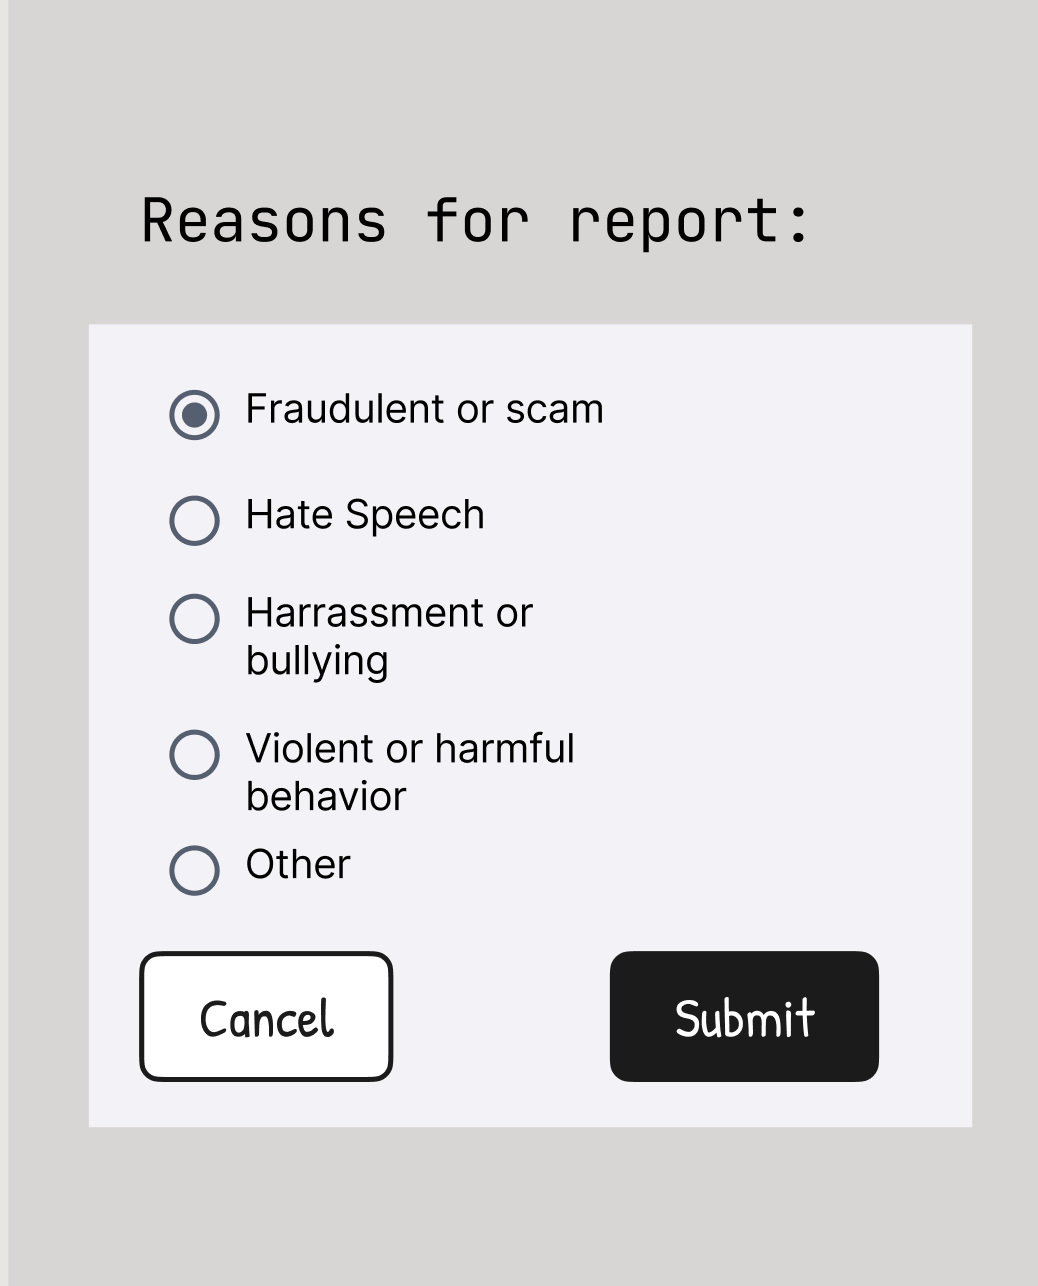 Reasons for report:
Fraudulent or scam
Hate Speech
Harrassment or
bullying
Violent or harmful
behavior
Other
Cancel
Submit